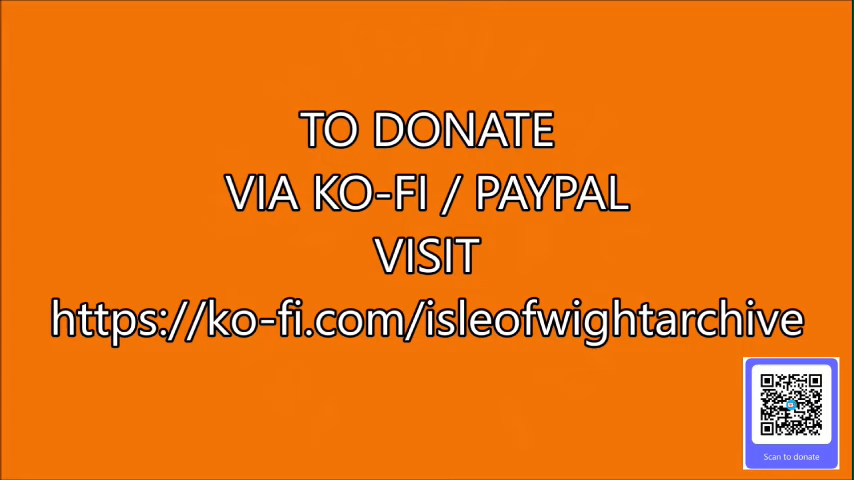 TO DONATE
VIA KO-FI / PAYPAL
VISIT
https://ko-fi.com/isleofwightarchive
Scan to donate